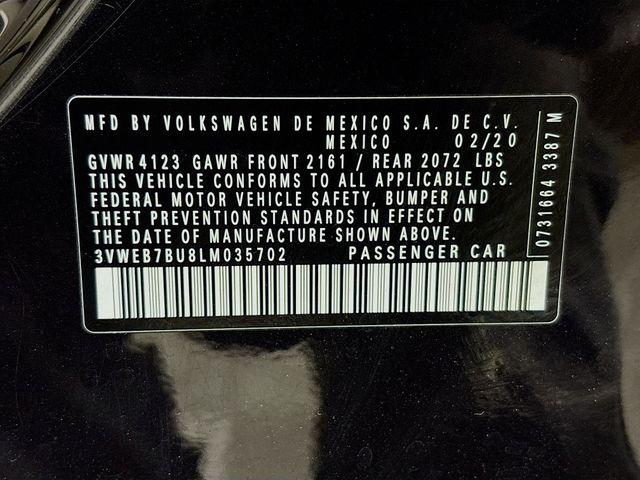 MFD BY VOLKSWAGEN DE MEXICO S.A. DE C.V.
MEXICO 02/20
GVWR 4123 GAWR FRONT 2161 / REAR 2072 LBS
THIS VEHICLE CONFORMS TO ALL APPLICABLE U.S.
FEDERAL MOTOR VEHICLE SAFETY, BUMPER AND
THEFT PREVENTION STANDARDS IN EFFECT ON
THE DATE OF MANUFACTURE SHOWN ABOVE.
3VWEB7BU8LM035702 PASSENGER CAR
0731664 3387 M